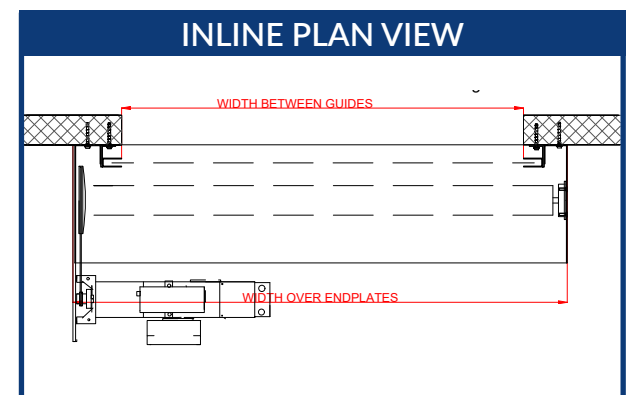 INLINE PLAN VIEW
WIDTH BETWEEN GUIDES
WIDTH OVER ENDPLATES